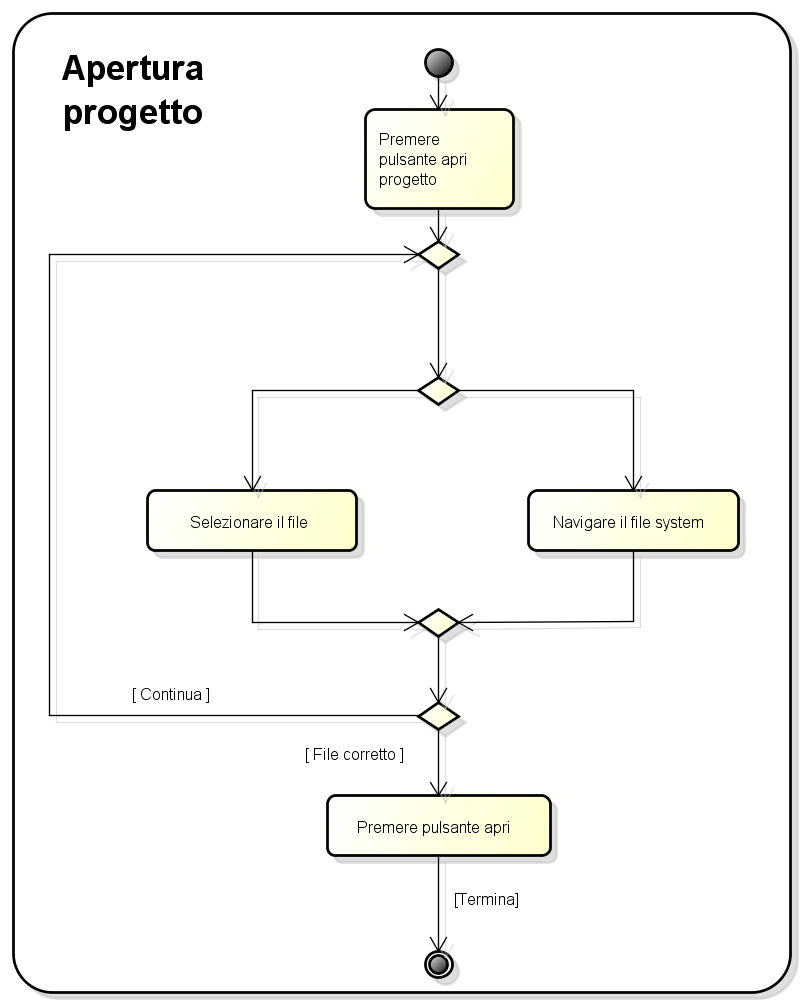 Apertura
progetto
Premere
pulsante apri
progetto
Selezionare il file
Navigare il file system
[ Continua ]
[ File corretto ]
Premere pulsante apri
[Termina]